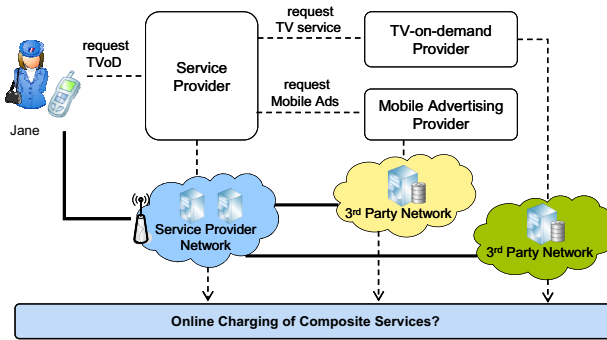 request
TVoD
request
TV service
TV-on-demand
Provider
Service
Provider
request
Mobile Ads
Mobile Advertising
Provider
Jane
Service Provider
Network
3rd Party Network
3rd Party Network
Online Charging of Composite Services?